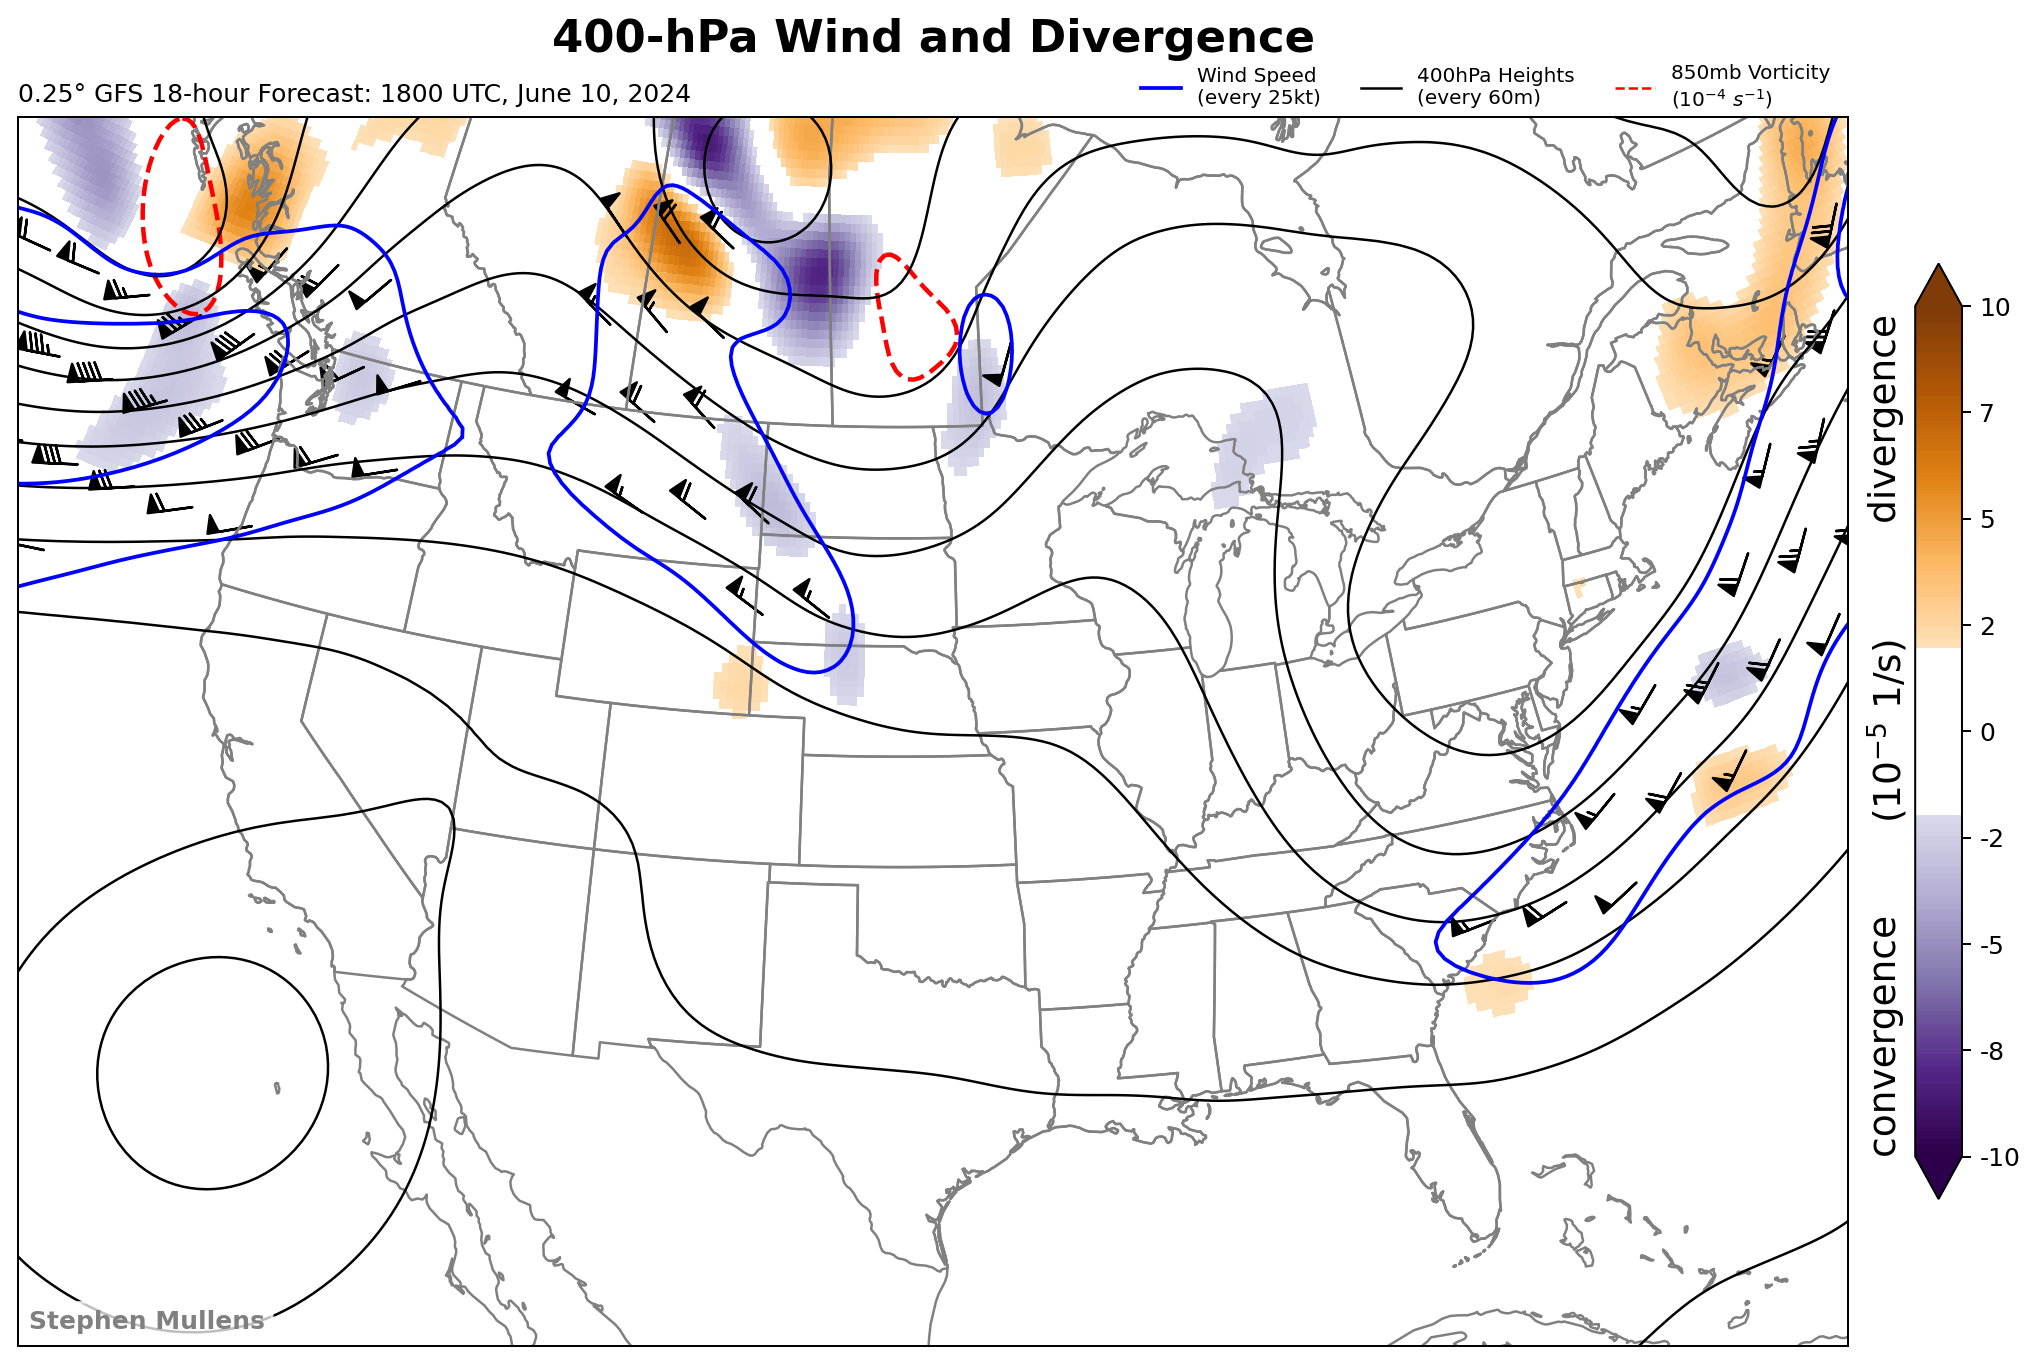 400-hPa Wind and Divergence
0.25° GFS 18-hour Forecast: 1800 UTC, June 10, 2024
Wind Speed
(every 25kt)
400hPa Heights
(every 60m)
850mb Vorticity
(10⁻⁴ s⁻¹)
10
7
5
2
0
-2
-5
-8
-10
convergence (10⁻⁵ 1/s) divergence
Stephen Mullens